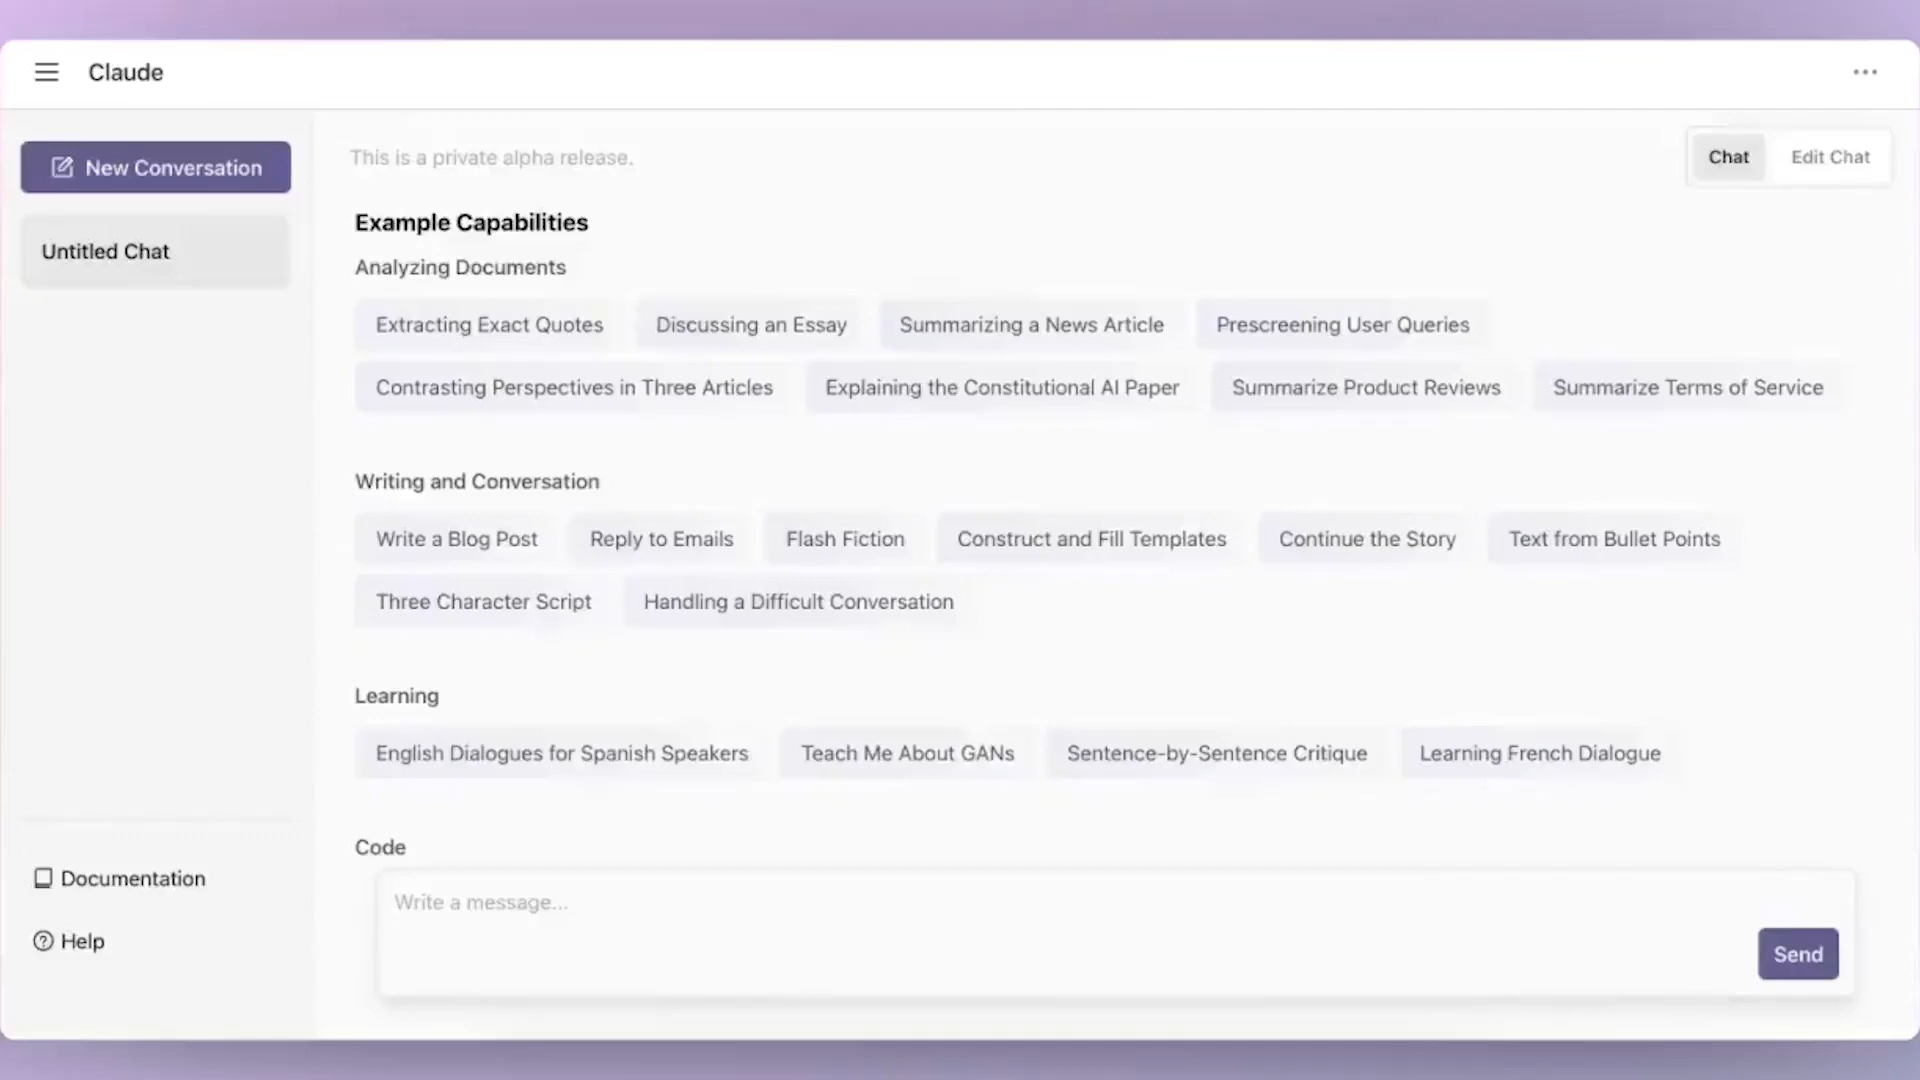 Claude
New Conversation
Untitled Chat
Documentation
Help
This is a private alpha release.
Chat Edit Chat
Example Capabilities
Analyzing Documents
Extracting Exact Quotes Discussing an Essay Summarizing a News Article Prescreening User Queries
Contrasting Perspectives in Three Articles Explaining the Constitutional AI Paper Summarize Product Reviews Summarize Terms of Service
Writing and Conversation
Write a Blog Post Reply to Emails Flash Fiction Construct and Fill Templates Continue the Story Text from Bullet Points
Three Character Script Handling a Difficult Conversation
Learning
English Dialogues for Spanish Speakers Teach Me About GANs Sentence-by-Sentence Critique Learning French Dialogue
Code
Write a message...
Send